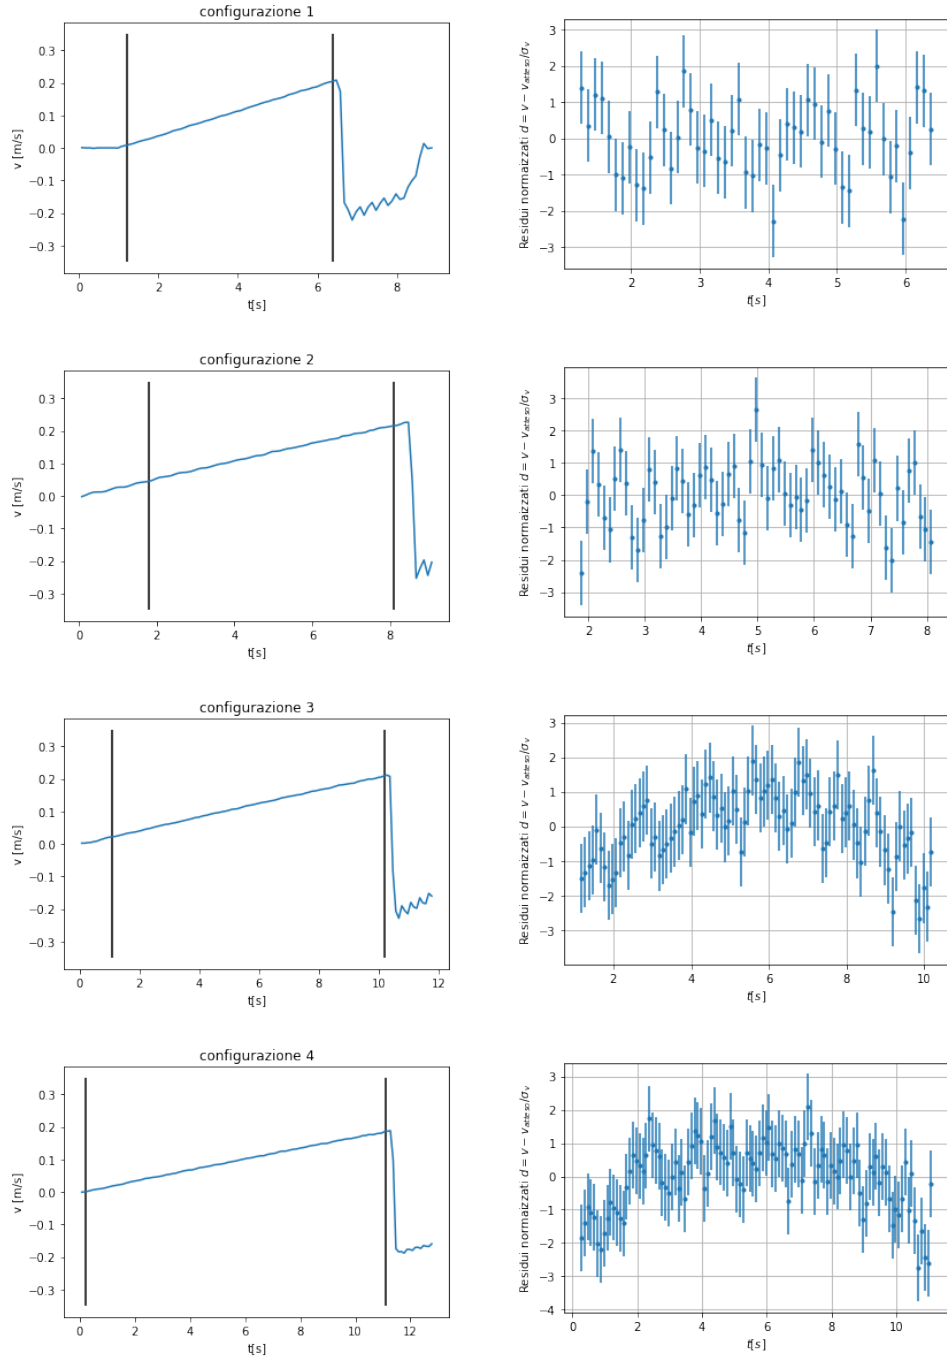 configurazione 1
v [m/s]
0.3
0.2
0.1
0.0
−0.1
−0.2
−0.3
0 2 4 6 8
t[s]
Residui normaizzati d = v − v_atteso/σ_v
3
2
1
0
−1
−2
−3
2 3 4 5 6
t[s]
configurazione 2
v [m/s]
0.3
0.2
0.1
0.0
−0.1
−0.2
−0.3
0 2 4 6 8
t[s]
Residui normaizzati d = v − v_atteso/σ_v
3
2
1
0
−1
−2
−3
2 3 4 5 6 7 8
t[s]
configurazione 3
v [m/s]
0.3
0.2
0.1
0.0
−0.1
−0.2
−0.3
0 2 4 6 8 10 12
t[s]
Residui normaizzati d = v − v_atteso/σ_v
3
2
1
0
−1
−2
−3
2 4 6 8 10
t[s]
configurazione 4
v [m/s]
0.3
0.2
0.1
0.0
−0.1
−0.2
−0.3
0 2 4 6 8 10 12
t[s]
Residui normaizzati d = v − v_atteso/σ_v
4
3
2
1
0
−1
−2
−3
−4
0 2 4 6 8 10
t[s]